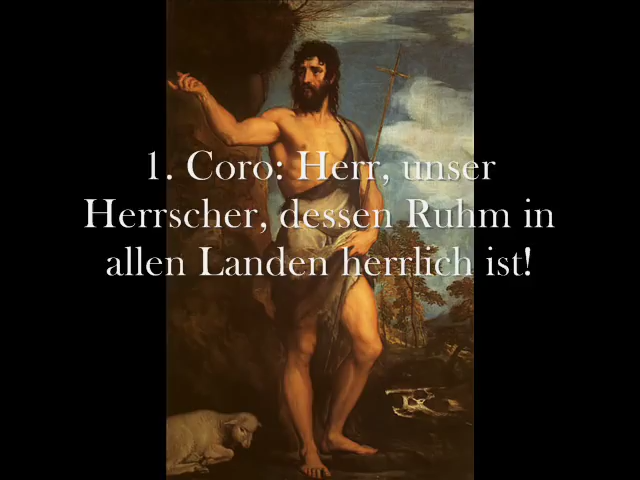 1. Coro: Herr, unser
Herrscher, dessen Ruhm in
allen Landen herrlich ist!